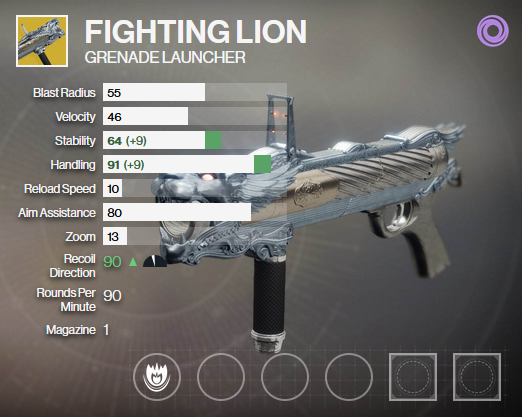 FIGHTING LION
GRENADE LAUNCHER
Blast Radius 55
Velocity 46
Stability 64 (+9)
Handling 91 (+9)
Reload Speed 10
Aim Assistance 80
Zoom 13
Recoil
Direction 90 ▲
Rounds Per
Minute 90
Magazine 1